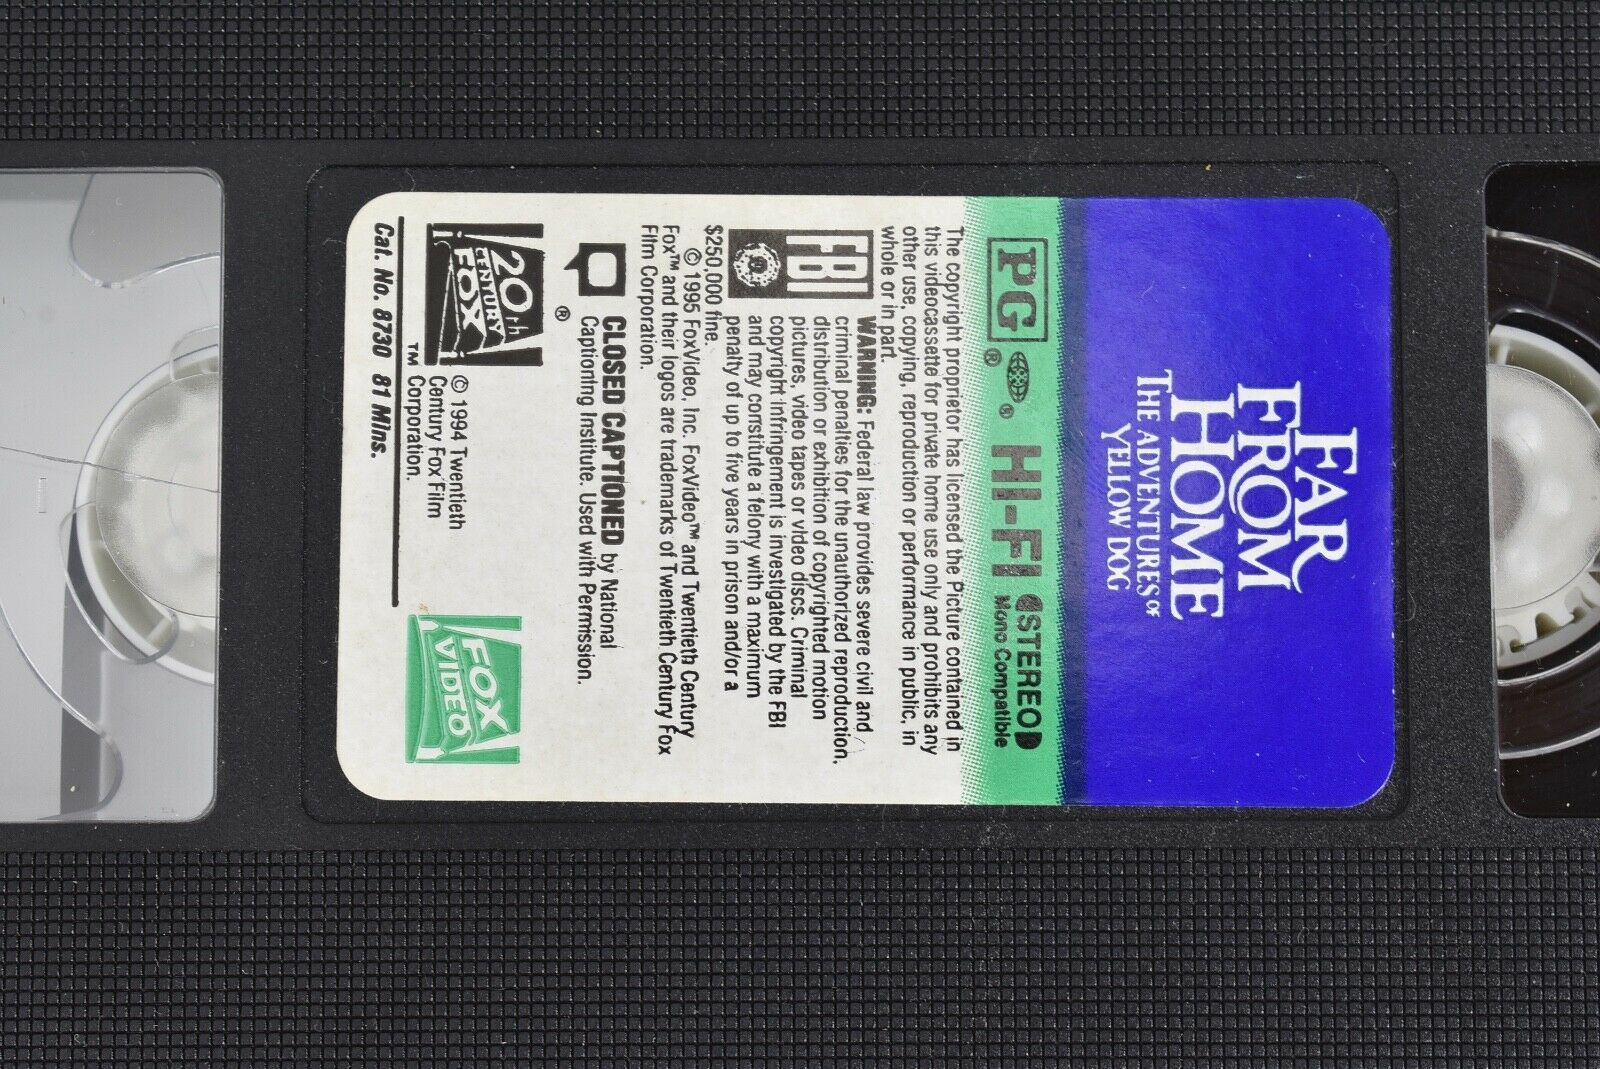 FAR
FROM
HOME
THE ADVENTURES OF
YELLOW DOG
PG ® ® HI-FI STEREO
Mono Compatible
The copyright proprietor has licensed the Picture contained in
this videocassette for private home use only and prohibits any
other use, copying, reproduction or performance in public, in
whole or in part.
FBI
WARNING: Federal law provides severe civil and
criminal penalties for the unauthorized reproduction,
distribution or exhibition of copyrighted motion
pictures, video tapes or video discs. Criminal
copyright infringement is investigated by the FBI
and may constitute a felony with a maximum
penalty of up to five years in prison and/or a
$250,000 fine.
© 1995 FoxVideo, Inc. FoxVideo™ and Twentieth Century
Fox™ and their logos are trademarks of Twentieth Century Fox
Film Corporation.
CLOSED CAPTIONED by National
Captioning Institute. Used with Permission.
®
20th
CENTURY
FOX
™
© 1994 Twentieth
Century Fox Film
Corporation.
FOX
VIDEO
Cat. No. 8730 81 Mins.